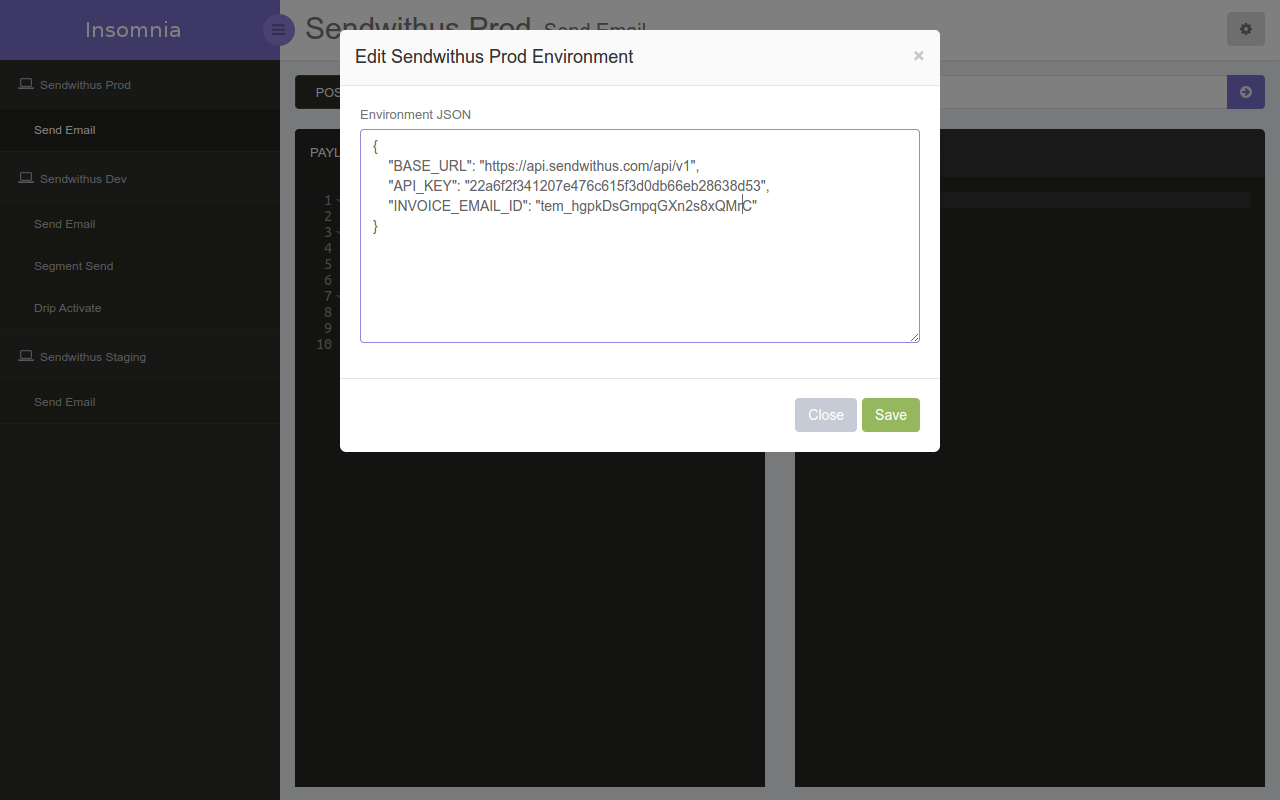 Insomnia
Sendwithus Prod Send Email
Edit Sendwithus Prod Environment
×
Sendwithus Prod
Send Email
Sendwithus Dev
Send Email
Segment Send
Drip Activate
Sendwithus Staging
Send Email
Environment JSON
{
"BASE_URL": "https://api.sendwithus.com/api/v1",
"API_KEY": "22a6f2f341207e476c615f3d0db66eb28638d53",
"INVOICE_EMAIL_ID": "tem_hgpkDsGmpqGXn2s8xQMrC"
}
Close Save
1
2
3
4
5
6
7
8
9
10